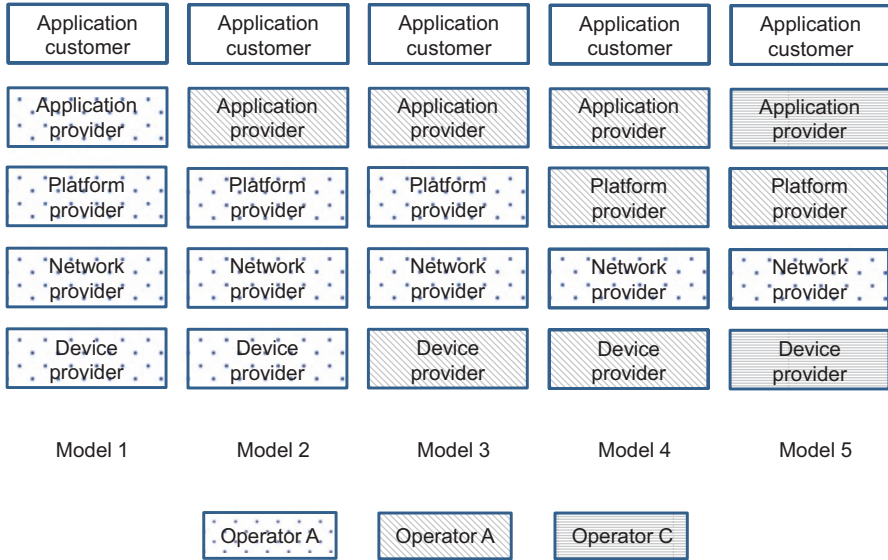 Application
customer
Application
customer
Application
customer
Application
customer
Application
customer
Application
provider
Application
provider
Application
provider
Application
provider
Application
provider
Platform
provider
Platform
provider
Platform
provider
Platform
provider
Platform
provider
Network
provider
Network
provider
Network
provider
Network
provider
Network
provider
Device
provider
Device
provider
Device
provider
Device
provider
Device
provider
Model 1
Model 2
Model 3
Model 4
Model 5
Operator A
Operator A
Operator C